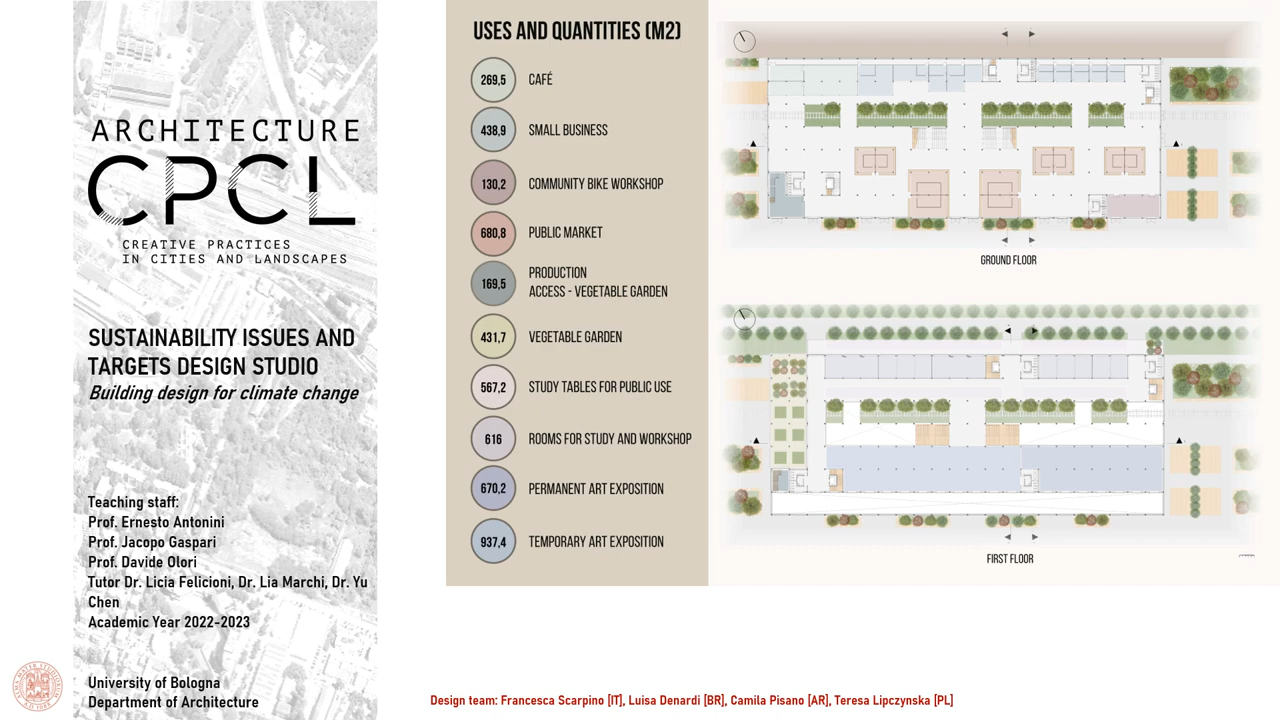 ARCHITECTURE
CPCL
CREATIVE PRACTICES
IN CITIES AND LANDSCAPES
SUSTAINABILITY ISSUES AND
TARGETS DESIGN STUDIO
Building design for climate change
Teaching staff:
Prof. Ernesto Antonini
Prof. Jacopo Gaspari
Prof. Davide Olori
Tutor Dr. Licia Felicioni, Dr. Lia Marchi, Dr. Yu
Chen
Academic Year 2022-2023
University of Bologna
Department of Architecture
USES AND QUANTITIES (M2)
269,5 CAFÉ
438,9 SMALL BUSINESS
130,2 COMMUNITY BIKE WORKSHOP
680,8 PUBLIC MARKET
169,5 PRODUCTION
ACCESS - VEGETABLE GARDEN
431,7 VEGETABLE GARDEN
567,2 STUDY TABLES FOR PUBLIC USE
616 ROOMS FOR STUDY AND WORKSHOP
670,2 PERMANENT ART EXPOSITION
937,4 TEMPORARY ART EXPOSITION
GROUND FLOOR
FIRST FLOOR
Design team: Francesca Scarpino [IT], Luisa Denardi [BR], Camila Pisano [AR], Teresa Lipczynska [PL]